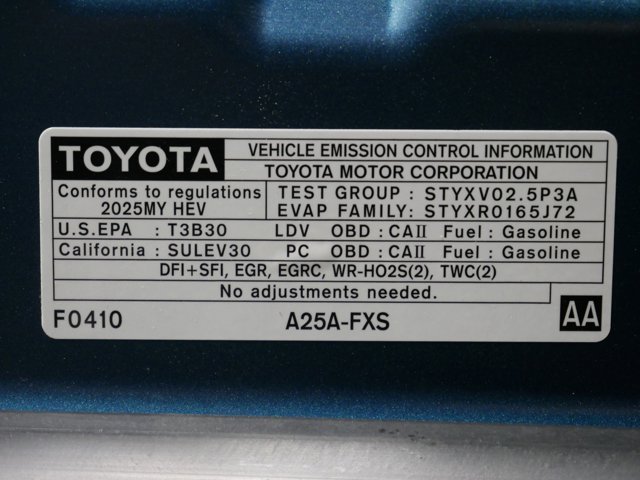 TOYOTA VEHICLE EMISSION CONTROL INFORMATION
TOYOTA MOTOR CORPORATION
Conforms to regulations
2025MY HEV
TEST GROUP : STYXV02.5P3A
EVAP FAMILY: STYXR0165J72
U.S.EPA : T3B30 LDV OBD : CAII Fuel : Gasoline
California : SULEV30 PC OBD : CAII Fuel : Gasoline
DFI+SFI, EGR, EGRC, WR-HO2S(2), TWC(2)
No adjustments needed.
F0410 A25A-FXS AA